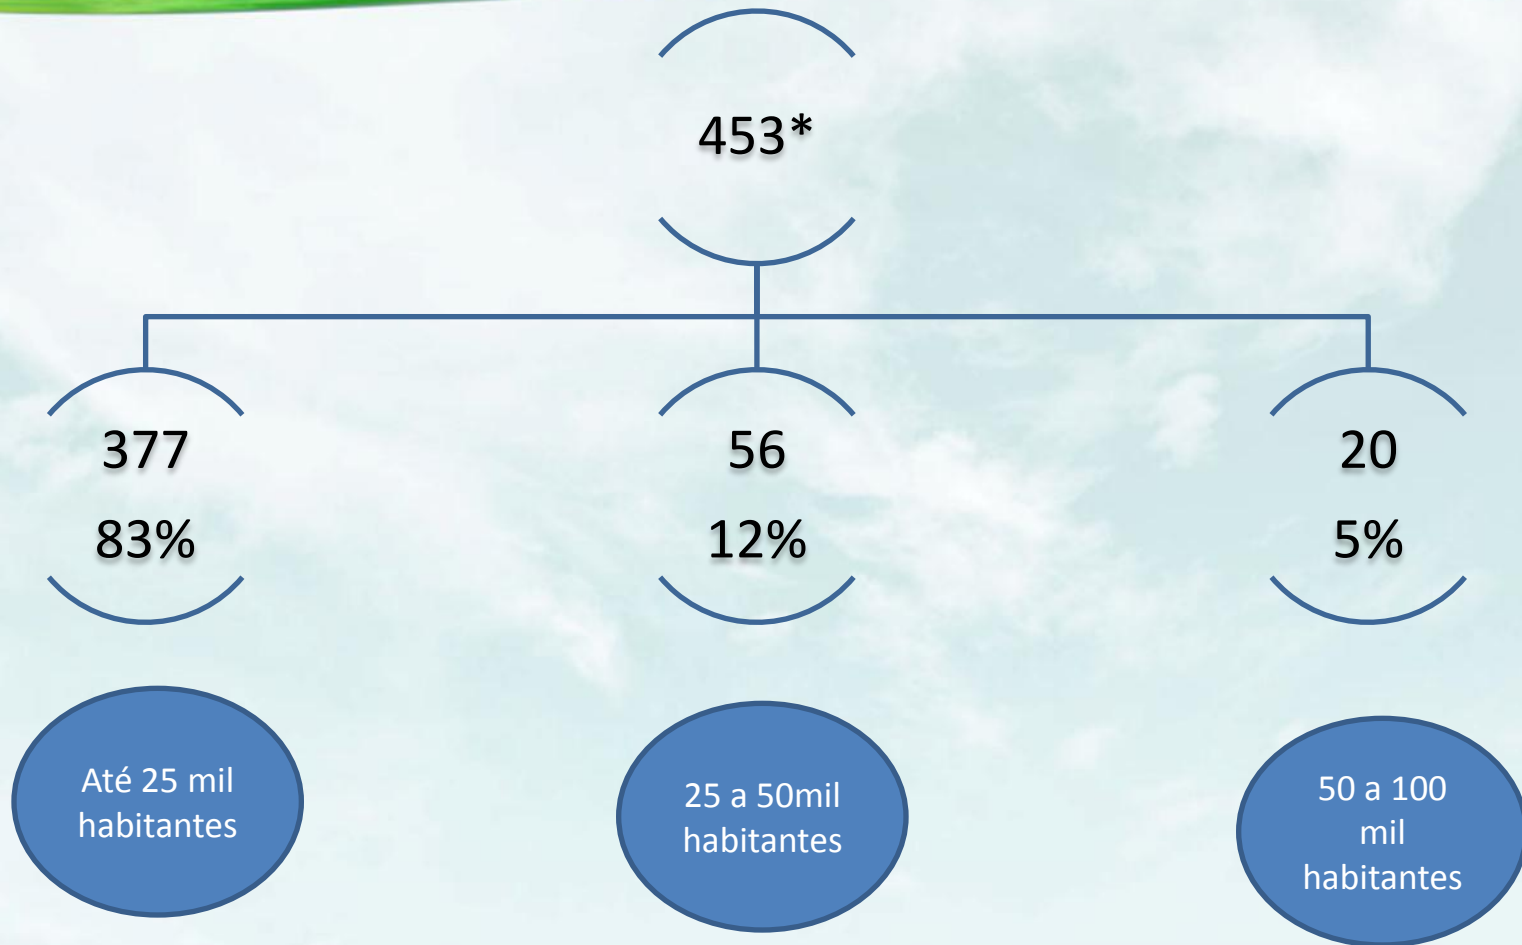 453*
377
83%
56
12%
20
5%
Até 25 mil
habitantes
25 a 50mil
habitantes
50 a 100
mil
habitantes